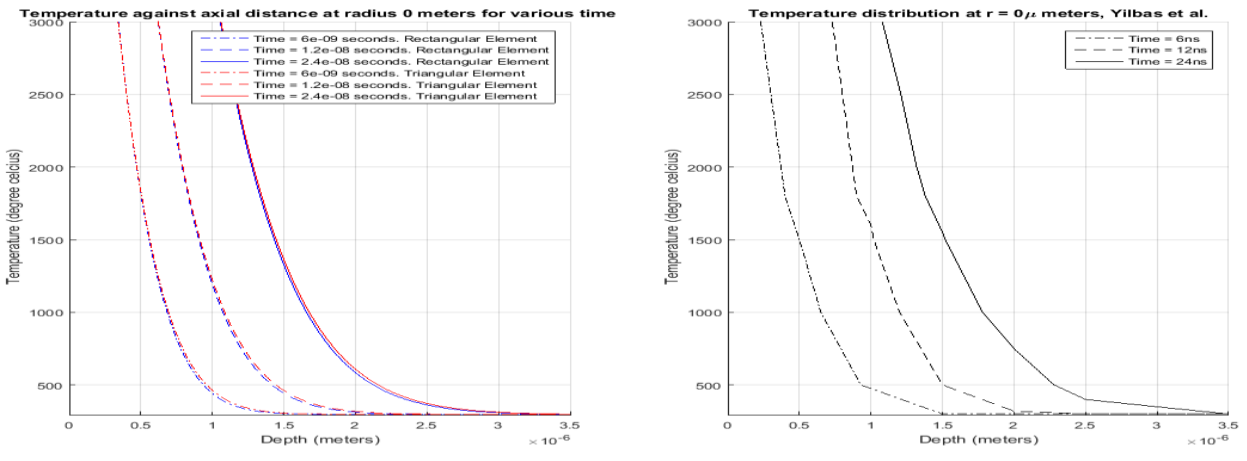 Temperature against axial distance at radius 0 meters for various time
Time = 6e-09 seconds. Rectangular Element
Time = 1.2e-08 seconds. Rectangular Element
Time = 2.4e-08 seconds. Rectangular Element
Time = 6e-09 seconds. Triangular Element
Time = 1.2e-08 seconds. Triangular Element
Time = 2.4e-08 seconds. Triangular Element
Temperature (degree celcius)
3000
2500
2000
1500
1000
500
0 0.5 1 1.5 2 2.5 3 3.5
Depth (meters)
×10^-6
Temperature distribution at r = 0μ meters, Yilbas et al.
Time = 6ns
Time = 12ns
Time = 24ns
Temperature (degree celcius)
3000
2500
2000
1500
1000
500
0 0.5 1 1.5 2 2.5 3 3.5
Depth (meters)
×10^-6